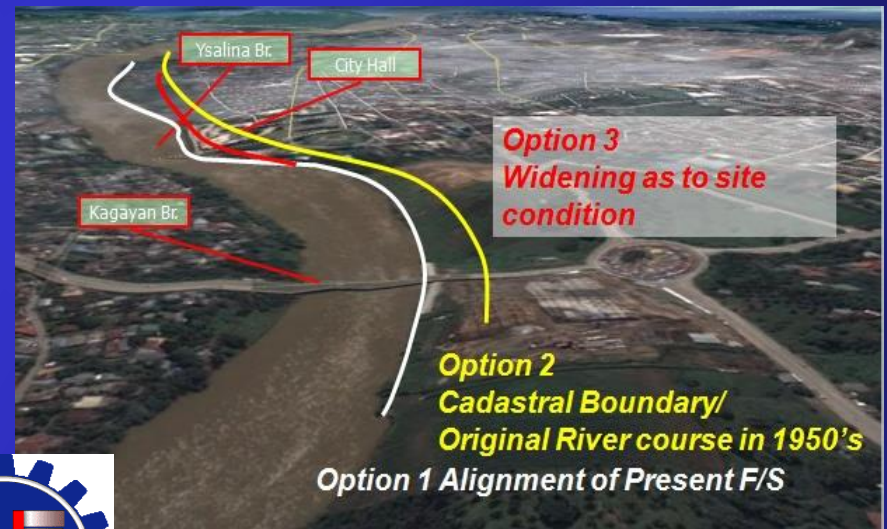 Ysalina Br.
City Hall
Option 3
Widening as to site
condition
Kagayan Br.
Option 2
Cadastral Boundary/
Original River course in 1950's
Option 1 Alignment of Present F/S